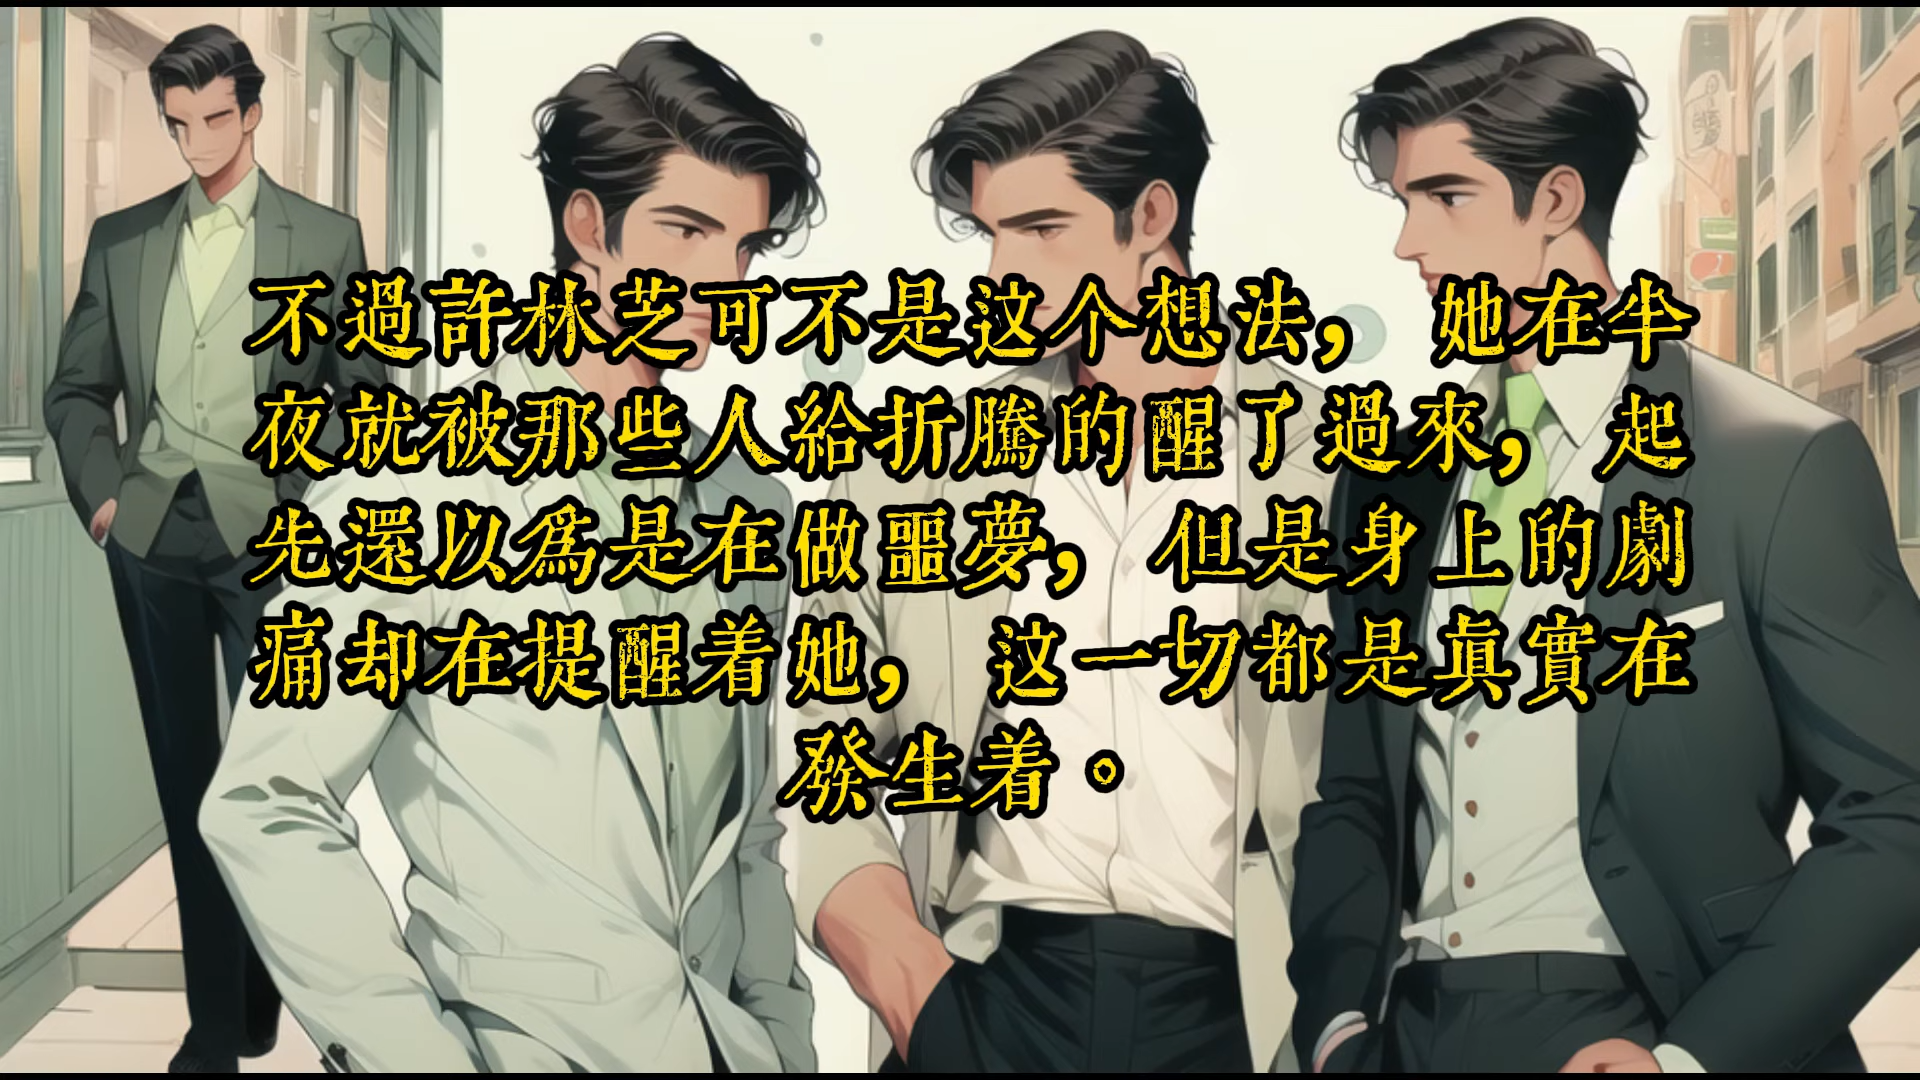 不過許林芝可不是这个想法，她在半
夜就被那些人給折騰的醒了過來，起
先還以爲是在做噩夢，但是身上的劇
痛却在提醒着她，这一切都是眞實在
發生着。